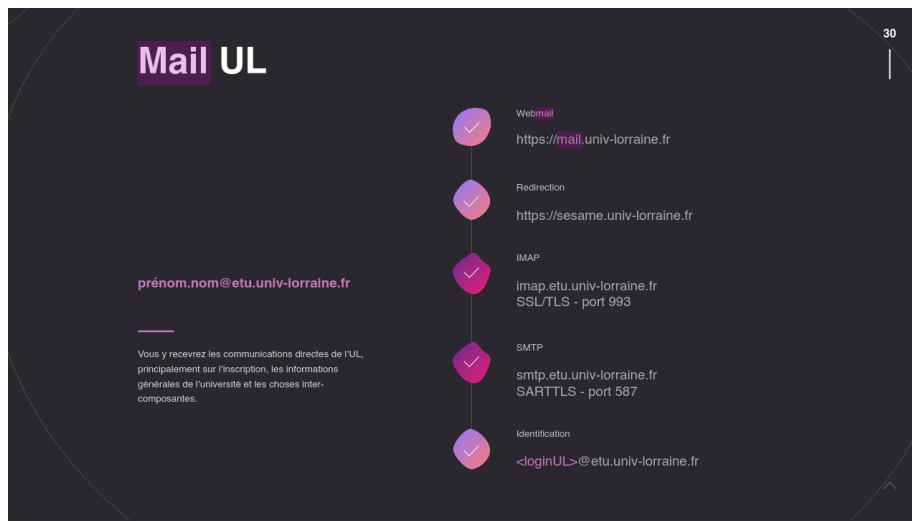 30
Mail UL
prénom.nom@etu.univ-lorraine.fr
Vous y recevrez les communications directes de l'UL,
principalement sur l'inscription, les informations
générales de l'université et les choses inter-
composantes.
Webmail
https://mail.univ-lorraine.fr
Redirection
https://sesame.univ-lorraine.fr
IMAP
imap.etu.univ-lorraine.fr
SSL/TLS - port 993
SMTP
smtp.etu.univ-lorraine.fr
SARTTLS - port 587
Identification
<loginUL>@etu.univ-lorraine.fr